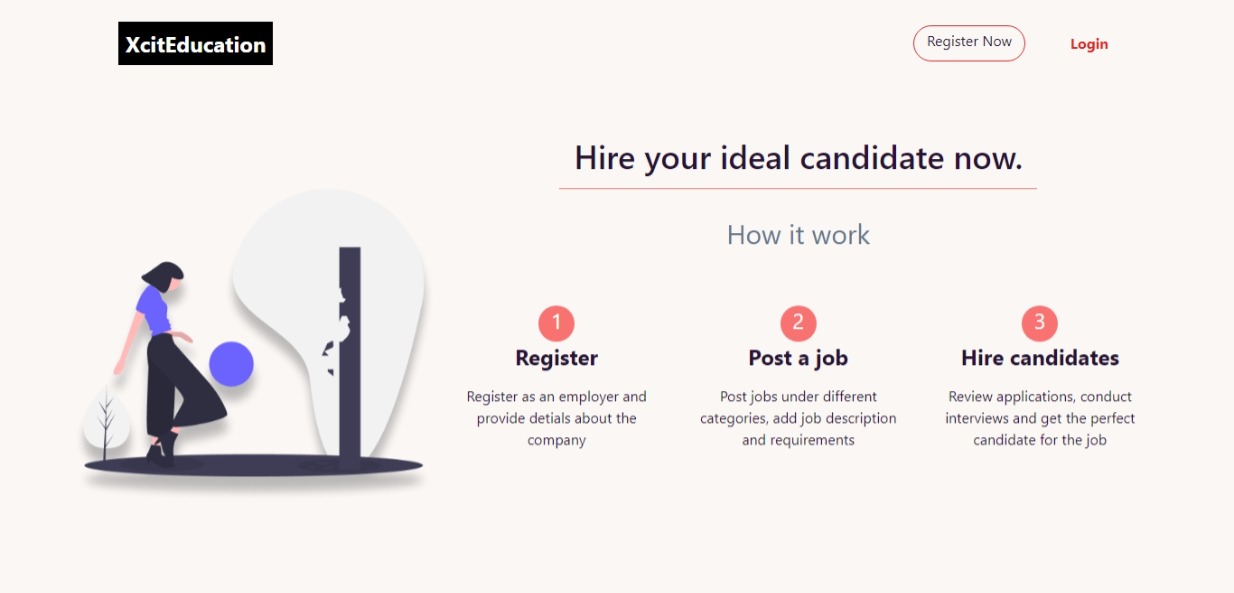 XcitEducation
Register Now
Login
Hire your ideal candidate now.
How it work
1
Register
Register as an employer and
provide detials about the
company
2
Post a job
Post jobs under different
categories, add job description
and requirements
3
Hire candidates
Review applications, conduct
interviews and get the perfect
candidate for the job